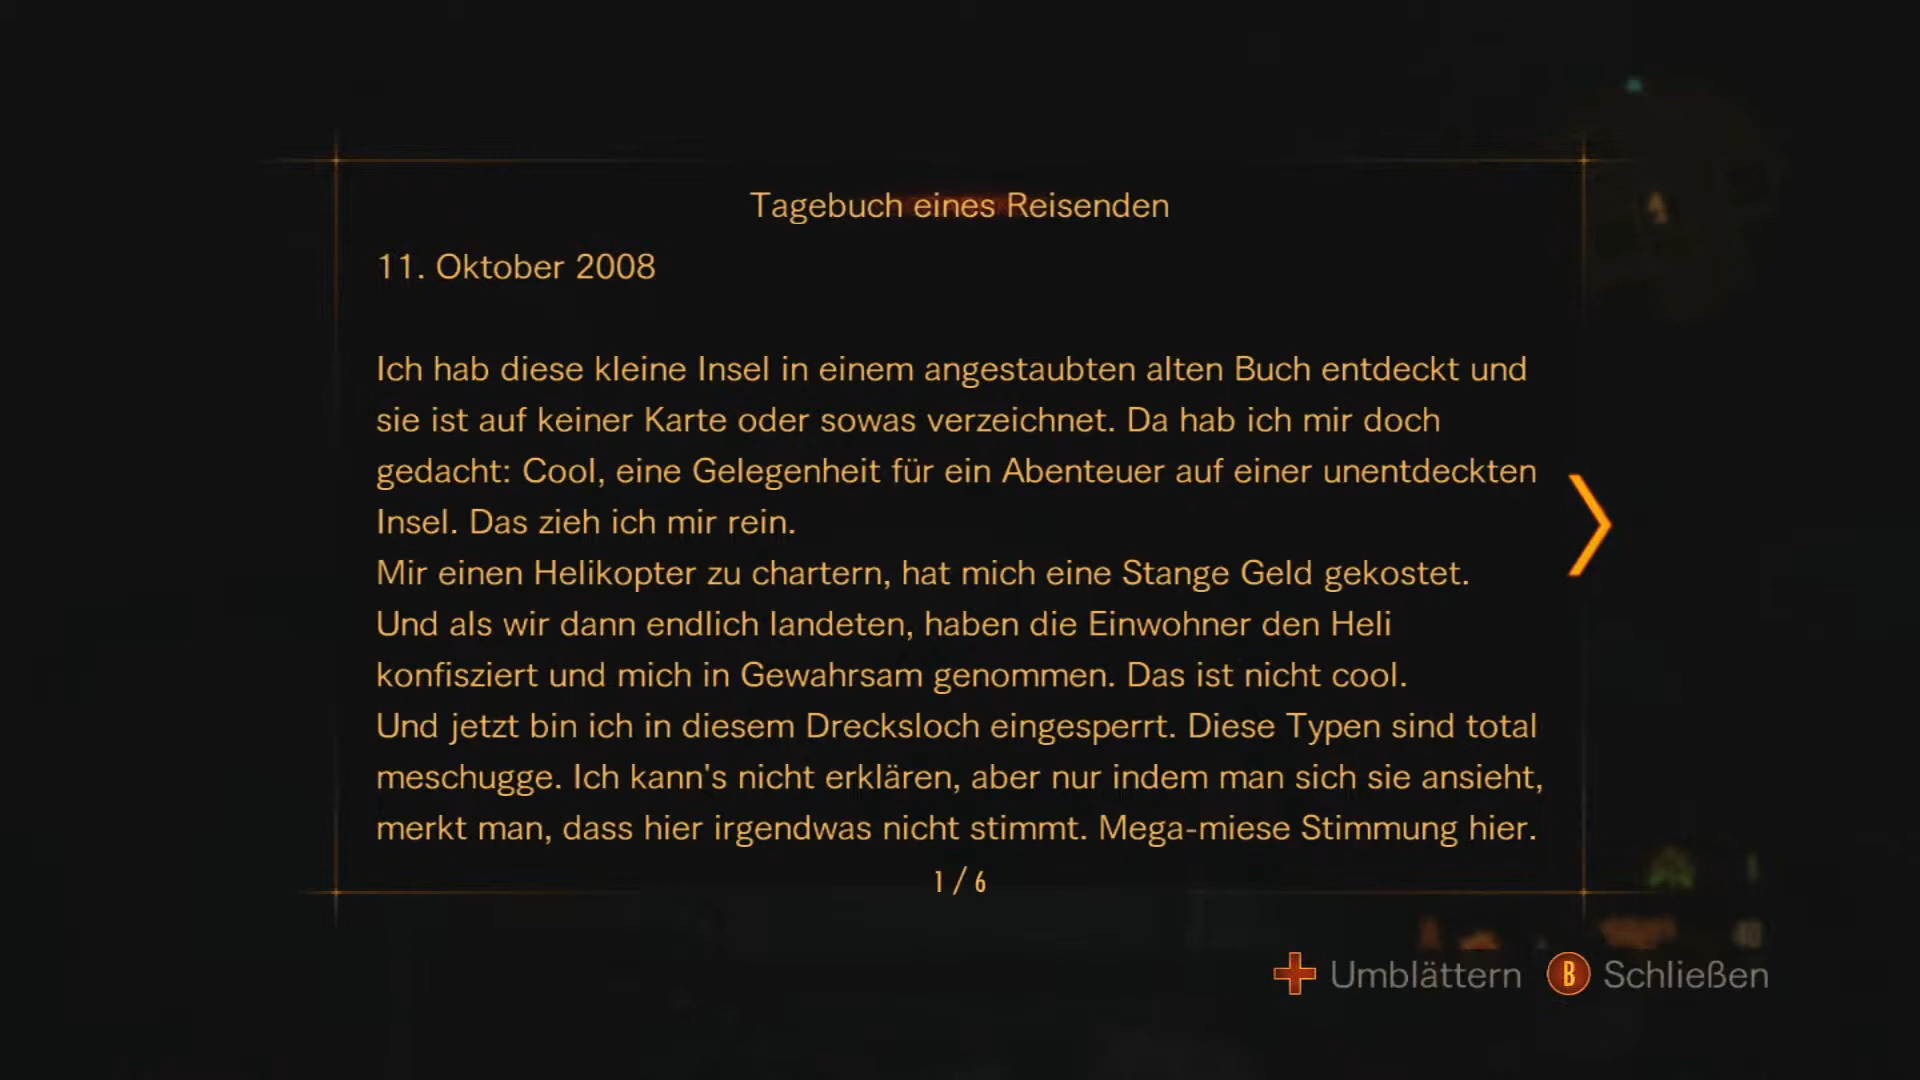 Tagebuch eines Reisenden
11. Oktober 2008
Ich hab diese kleine Insel in einem angestaubten alten Buch entdeckt und
sie ist auf keiner Karte oder sowas verzeichnet. Da hab ich mir doch
gedacht: Cool, eine Gelegenheit für ein Abenteuer auf einer unentdeckten
Insel. Das zieh ich mir rein.
Mir einen Helikopter zu chartern, hat mich eine Stange Geld gekostet.
Und als wir dann endlich landeten, haben die Einwohner den Heli
konfisziert und mich in Gewahrsam genommen. Das ist nicht cool.
Und jetzt bin ich in diesem Drecksloch eingesperrt. Diese Typen sind total
meschugge. Ich kann's nicht erklären, aber nur indem man sich sie ansieht,
merkt man, dass hier irgendwas nicht stimmt. Mega-miese Stimmung hier.
1 / 6
Umblättern B Schließen